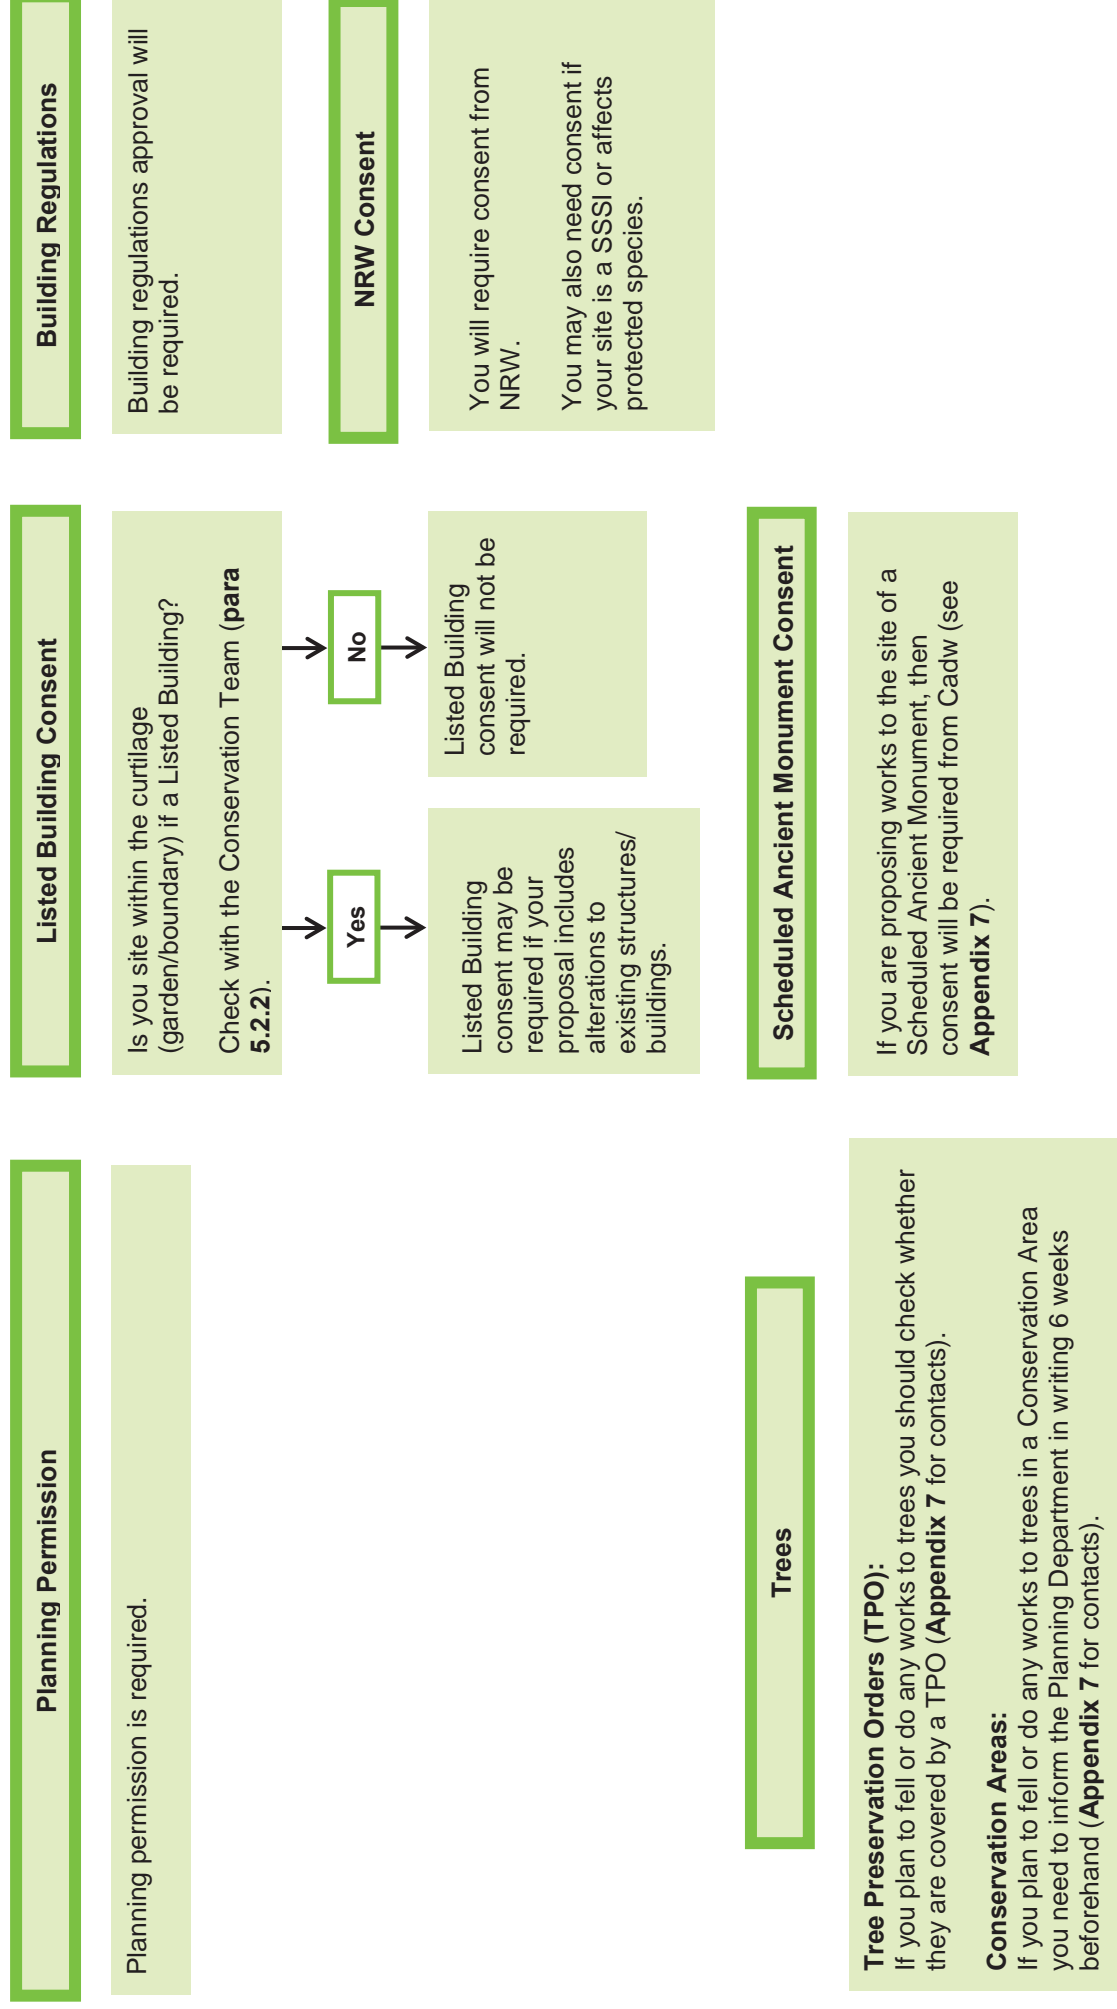 Planning Permission
Planning permission is required.
Listed Building Consent
Is you site within the curtilage
(garden/boundary) if a Listed Building?
Check with the Conservation Team (para
5.2.2).
Yes
Listed Building
consent may be
required if your
proposal includes
alterations to
existing structures/
buildings.
No
Listed Building
consent will not be
required.
Building Regulations
Building regulations approval will
be required.
NRW Consent
You will require consent from
NRW.
You may also need consent if
your site is a SSSI or affects
protected species.
Trees
Tree Preservation Orders (TPO):
If you plan to fell or do any works to trees you should check whether
they are covered by a TPO (Appendix 7 for contacts).
Conservation Areas:
If you plan to fell or do any works to trees in a Conservation Area
you need to inform the Planning Department in writing 6 weeks
beforehand (Appendix 7 for contacts).
Scheduled Ancient Monument Consent
If you are proposing works to the site of a
Scheduled Ancient Monument, then
consent will be required from Cadw (see
Appendix 7).